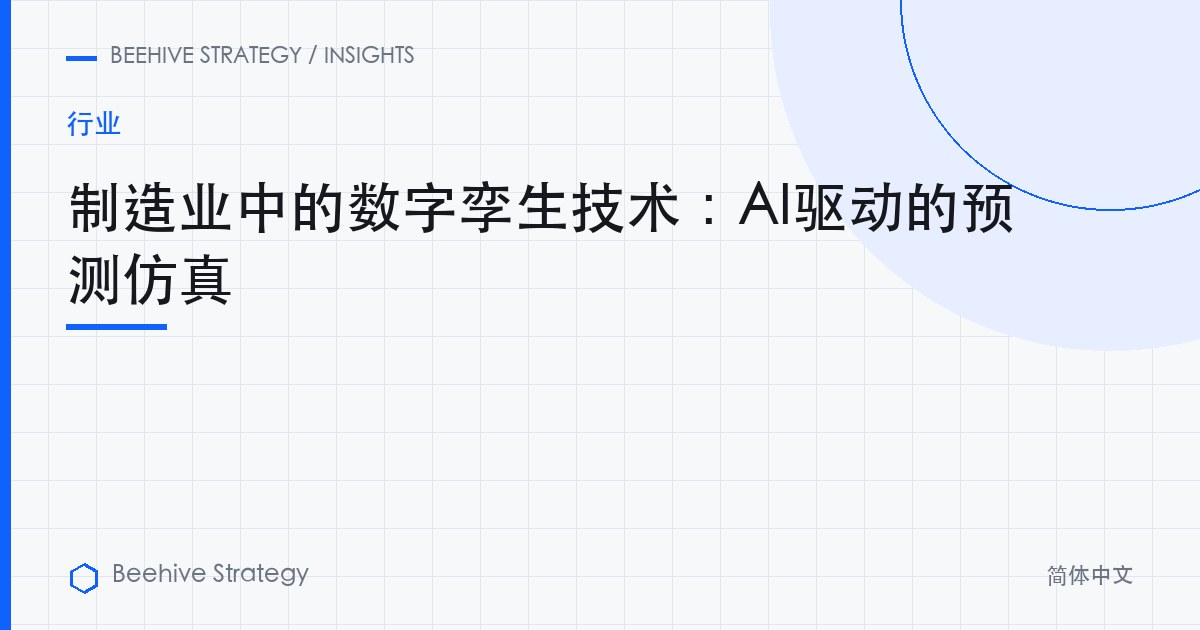 BEEHIVE STRATEGY / INSIGHTS
行业
制造业中的数字孪生技术：AI驱动的预
测仿真
Beehive Strategy
简体中文